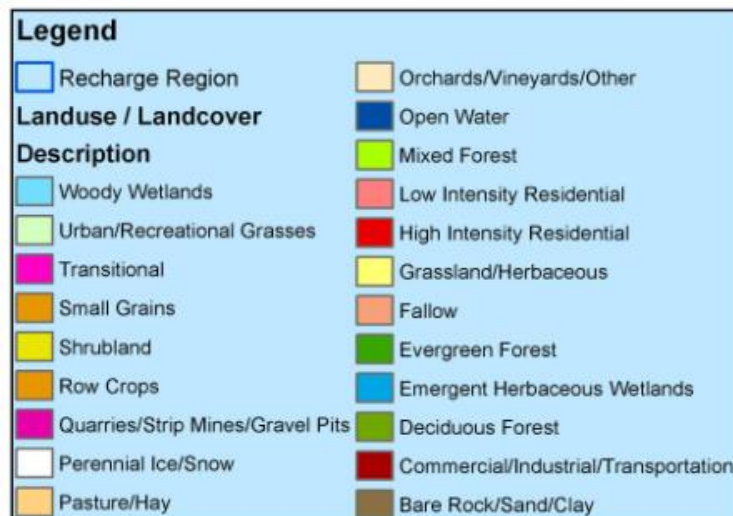 Legend
Recharge Region
Landuse / Landcover
Description
Woody Wetlands
Urban/Recreational Grasses
Transitional
Small Grains
Shrubland
Row Crops
Quarries/Strip Mines/Gravel Pits
Perennial Ice/Snow
Pasture/Hay
Orchards/Vineyards/Other
Open Water
Mixed Forest
Low Intensity Residential
High Intensity Residential
Grassland/Herbaceous
Fallow
Evergreen Forest
Emergent Herbaceous Wetlands
Deciduous Forest
Commercial/Industrial/Transportation
Bare Rock/Sand/Clay